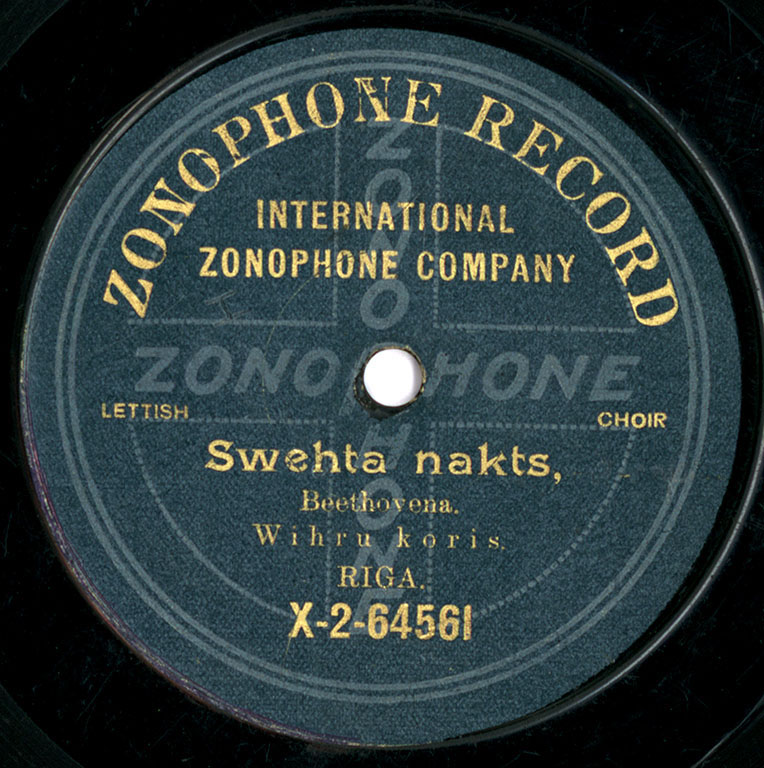 ZONOPHONE RECORD
INTERNATIONAL
ZONOPHONE COMPANY
ZONOPHONE
ZONOPHONE
LETTISH CHOIR
Swehta nakts,
Beethovena.
Wihru koris.
RIGA.
X-2-64561